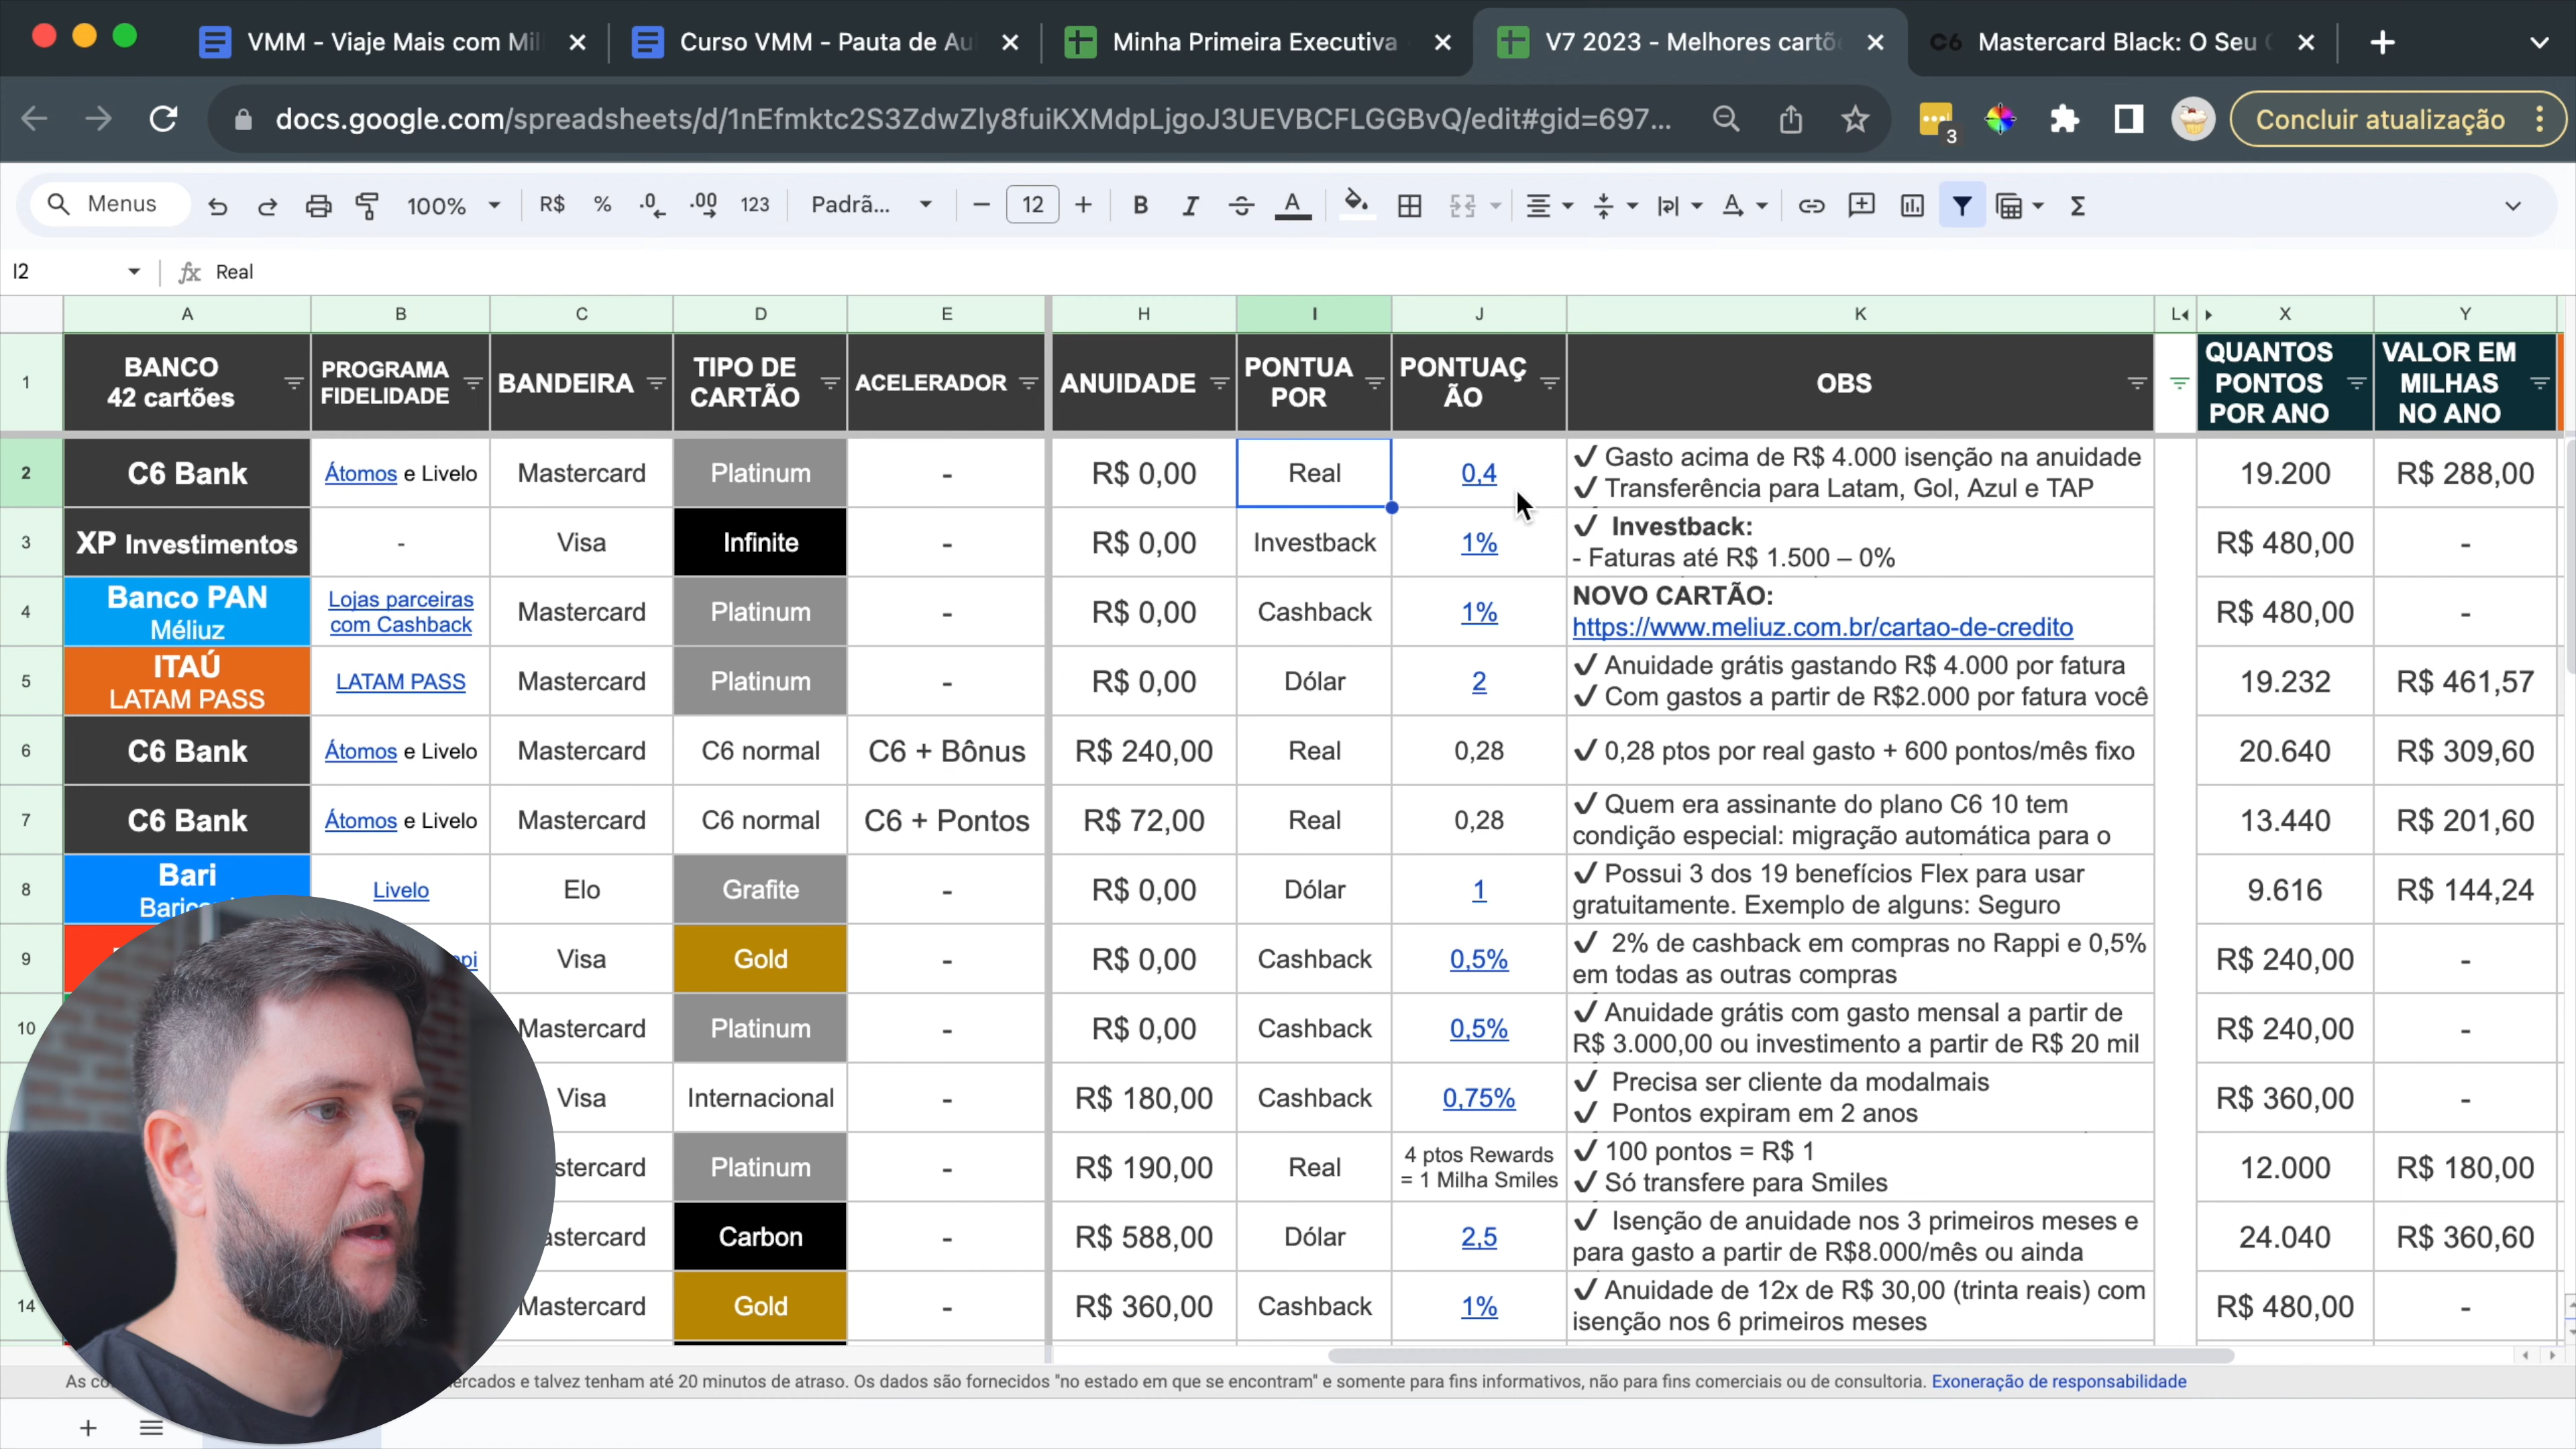 VMM - Viaje Mais com Mil
Curso VMM - Pauta de Au
Minha Primeira Executiva
V7 2023 - Melhores cartõ
C6 Mastercard Black: O Seu C
docs.google.com/spreadsheets/d/1nEfmktc2S3ZdwZly8fuiKXMdpLjgoJ3UEVBCFLGGBvQ/edit#gid=697...
3
Concluir atualização
Menus 100% R$ % .0 .00 123 Padrã... 12 B I A
I2 fx Real
A B C D E H I J K L X Y
1 BANCO 42 cartões PROGRAMA FIDELIDADE BANDEIRA TIPO DE CARTÃO ACELERADOR ANUIDADE PONTUA POR PONTUAÇ ÃO OBS QUANTOS PONTOS POR ANO VALOR EM MILHAS NO ANO
2 C6 Bank Átomos e Livelo Mastercard Platinum - R$ 0,00 Real 0,4 ✔ Gasto acima de R$ 4.000 isenção na anuidade ✔ Transferência para Latam, Gol, Azul e TAP 19.200 R$ 288,00
3 XP Investimentos - Visa Infinite - R$ 0,00 Investback 1% ✔ Investback: - Faturas até R$ 1.500 – 0% R$ 480,00 -
4 Banco PAN Méliuz Lojas parceiras com Cashback Mastercard Platinum - R$ 0,00 Cashback 1% NOVO CARTÃO: https://www.meliuz.com.br/cartao-de-credito R$ 480,00 -
5 ITAÚ LATAM PASS LATAM PASS Mastercard Platinum - R$ 0,00 Dólar 2 ✔ Anuidade grátis gastando R$ 4.000 por fatura ✔ Com gastos a partir de R$2.000 por fatura você 19.232 R$ 461,57
6 C6 Bank Átomos e Livelo Mastercard C6 normal C6 + Bônus R$ 240,00 Real 0,28 ✔ 0,28 ptos por real gasto + 600 pontos/mês fixo 20.640 R$ 309,60
7 C6 Bank Átomos e Livelo Mastercard C6 normal C6 + Pontos R$ 72,00 Real 0,28 ✔ Quem era assinante do plano C6 10 tem condição especial: migração automática para o 13.440 R$ 201,60
8 Bari Livelo Elo Grafite - R$ 0,00 Dólar 1 ✔ Possui 3 dos 19 benefícios Flex para usar gratuitamente. Exemplo de alguns: Seguro 9.616 R$ 144,24
9 Visa Gold - R$ 0,00 Cashback 0,5% ✔ 2% de cashback em compras no Rappi e 0,5% em todas as outras compras R$ 240,00 -
10 Mastercard Platinum - R$ 0,00 Cashback 0,5% ✔ Anuidade grátis com gasto mensal a partir de R$ 3.000,00 ou investimento a partir de R$ 20 mil R$ 240,00 -
Visa Internacional - R$ 180,00 Cashback 0,75% ✔ Precisa ser cliente da modalmais ✔ Pontos expiram em 2 anos R$ 360,00 -
stercard Platinum - R$ 190,00 Real 4 ptos Rewards = 1 Milha Smiles ✔ 100 pontos = R$ 1 ✔ Só transfere para Smiles 12.000 R$ 180,00
astercard Carbon - R$ 588,00 Dólar 2,5 ✔ Isenção de anuidade nos 3 primeiros meses e para gasto a partir de R$8.000/mês ou ainda 24.040 R$ 360,60
14 Mastercard Gold - R$ 360,00 Cashback 1% ✔ Anuidade de 12x de R$ 30,00 (trinta reais) com isenção nos 6 primeiros meses R$ 480,00 -
As co ercados e talvez tenham até 20 minutos de atraso. Os dados são fornecidos "no estado em que se encontram" e somente para fins informativos, não para fins comerciais ou de consultoria. Exoneração de responsabilidade